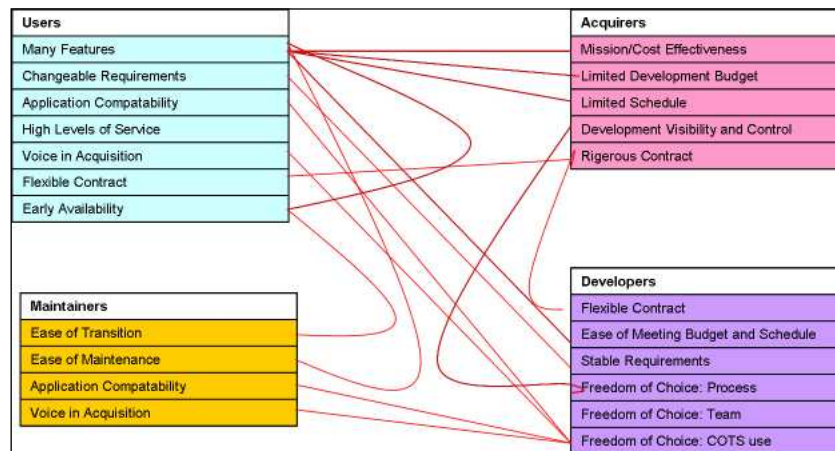 Users
Many Features
Changeable Requirements
Application Compatability
High Levels of Service
Voice in Acquisition
Flexible Contract
Early Availability
Acquirers
Mission/Cost Effectiveness
Limited Development Budget
Limited Schedule
Development Visibility and Control
Rigerous Contract
Maintainers
Ease of Transition
Ease of Maintenance
Application Compatability
Voice in Acquisition
Developers
Flexible Contract
Ease of Meeting Budget and Schedule
Stable Requirements
Freedom of Choice: Process
Freedom of Choice: Team
Freedom of Choice: COTS use